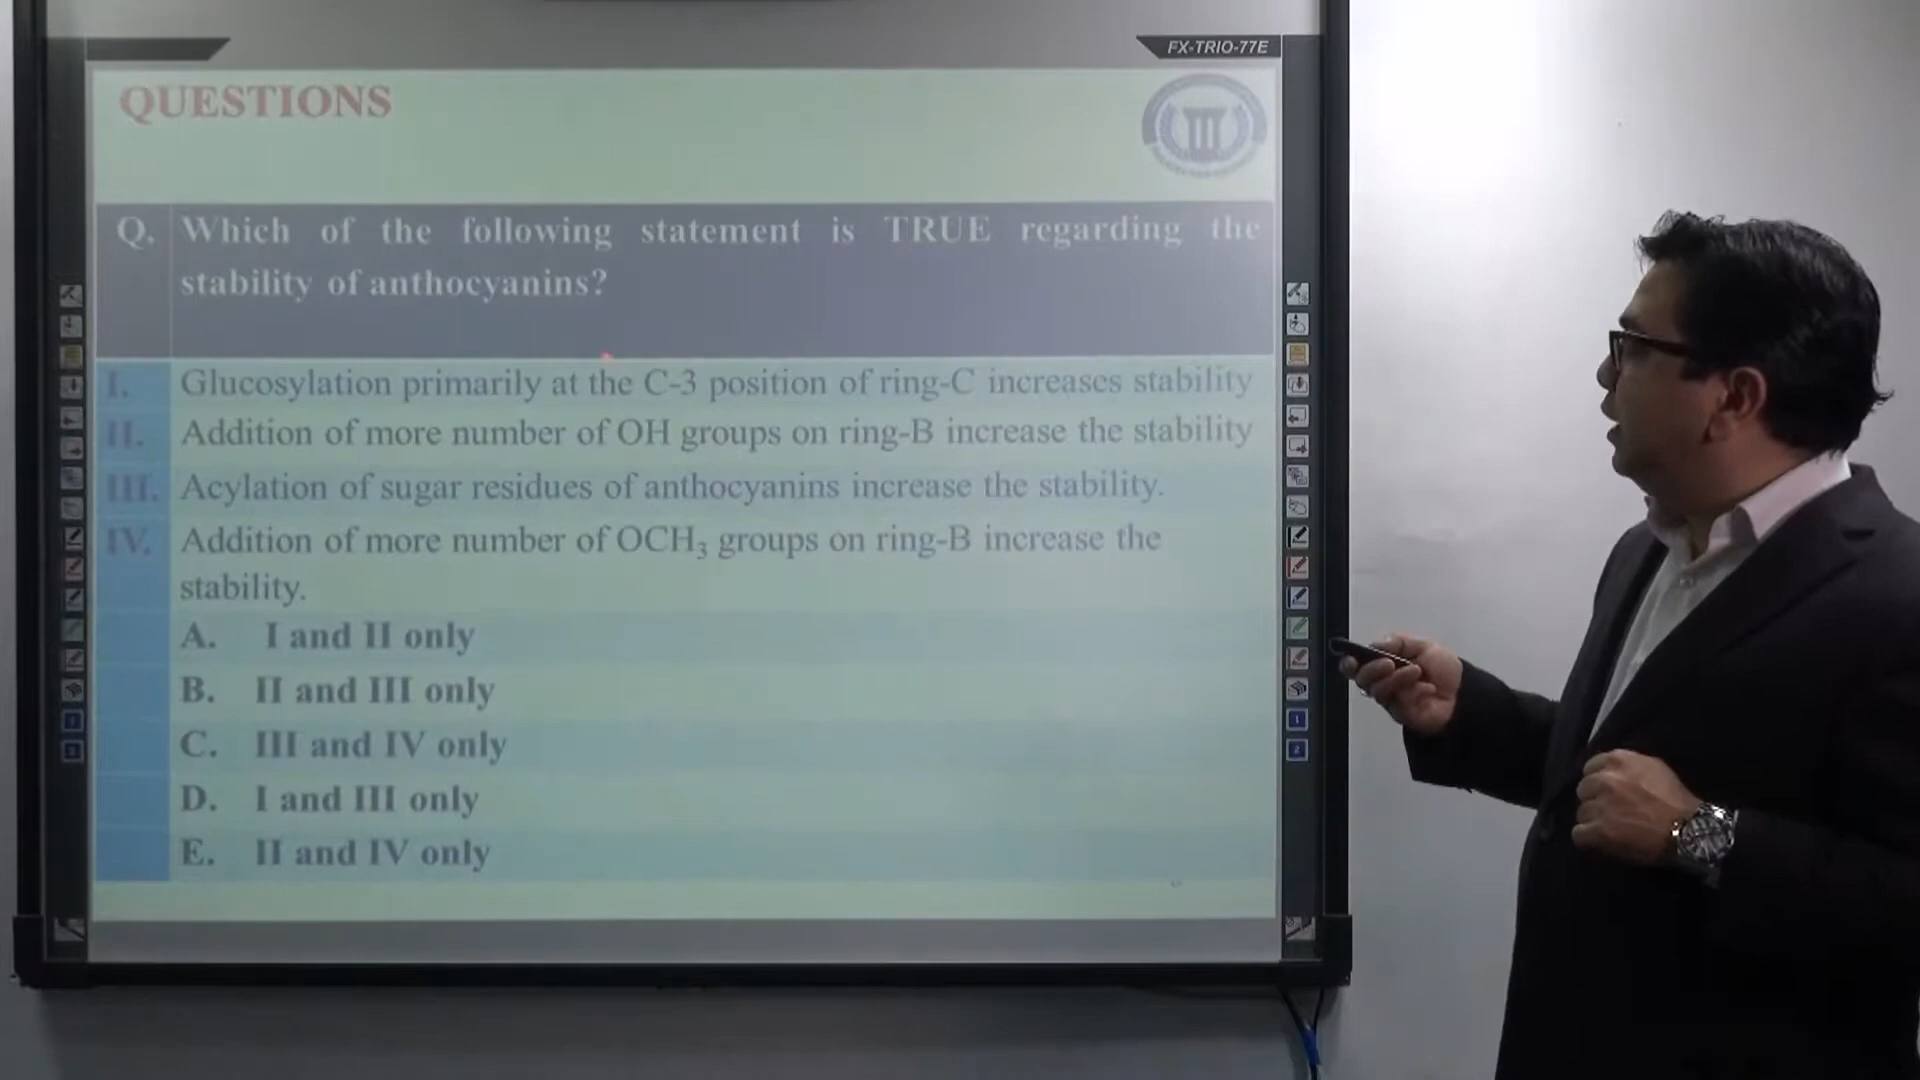 FX-TRIO-77E
QUESTIONS
Q. Which of the following statement is TRUE regarding the
stability of anthocyanins?
I. Glucosylation primarily at the C-3 position of ring-C increases stability
II. Addition of more number of OH groups on ring-B increase the stability
III. Acylation of sugar residues of anthocyanins increase the stability.
IV. Addition of more number of OCH₃ groups on ring-B increase the
stability.
A. I and II only
B. II and III only
C. III and IV only
D. I and III only
E. II and IV only
1
2